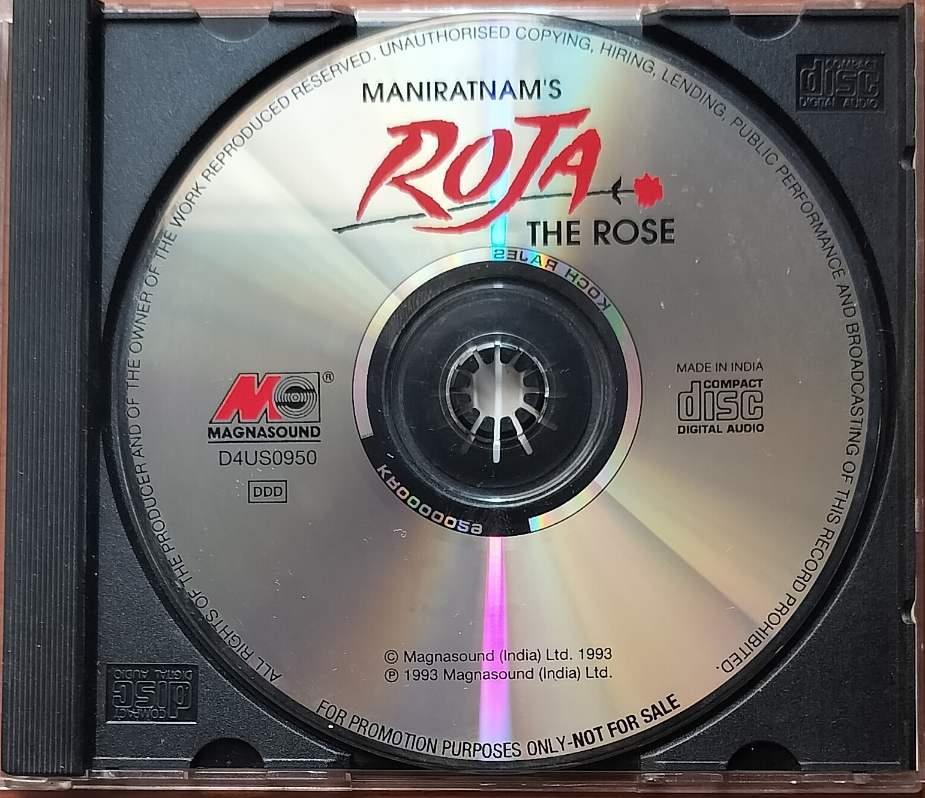 ALL RIGHTS OF THE PRODUCER AND OF THE OWNER OF THE WORK REPRODUCED RESERVED. UNAUTHORISED COPYING, HIRING, LENDING, PUBLIC PERFORMANCE AND BROADCASTING OF THIS RECORD PROHIBITED.
MANIRATNAM'S
ROJA
THE ROSE
COMPACT
disc
DIGITAL AUDIO
KOCH RAJES
MC®
MAGNASOUND
D4US0950
DDD
MADE IN INDIA
COMPACT
disc
DIGITAL AUDIO
© Magnasound (India) Ltd. 1993
℗ 1993 Magnasound (India) Ltd.
FOR PROMOTION PURPOSES ONLY-NOT FOR SALE
COMPACT
disc
DIGITAL AUDIO